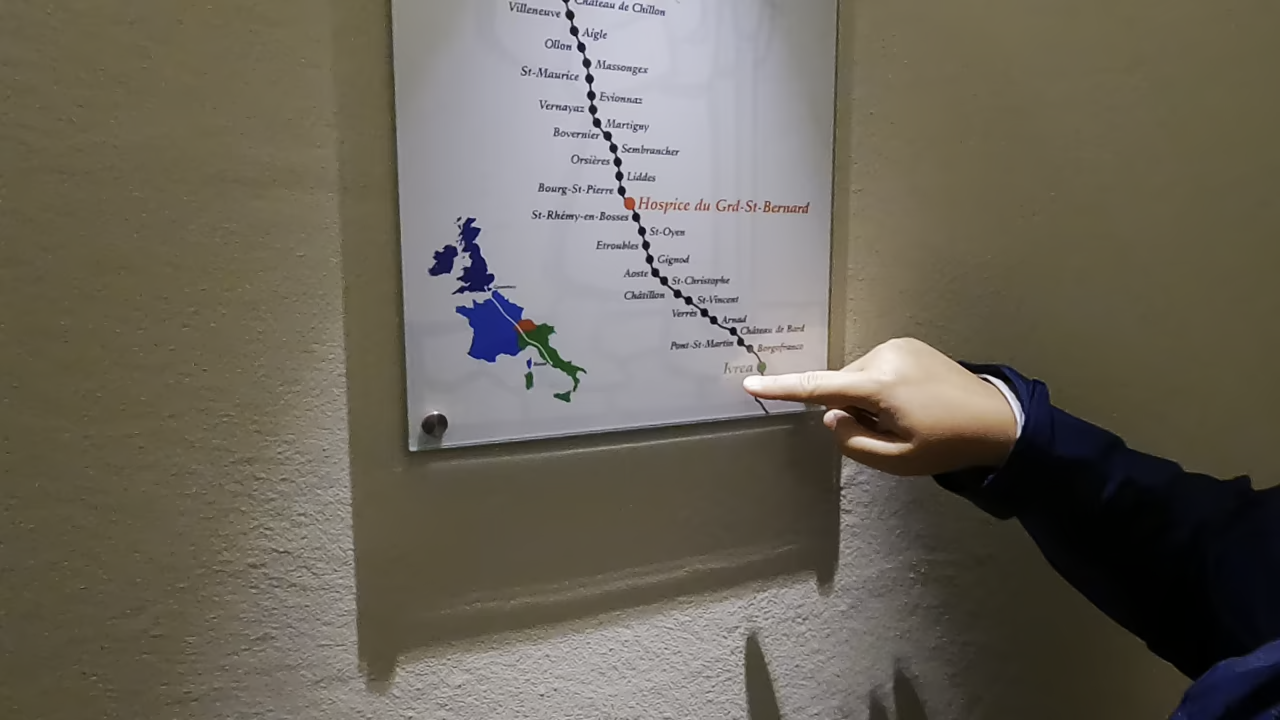 Château de Chillon
Villeneuve
Aigle
Ollon
Massongex
St-Maurice
Evionnaz
Vernayaz
Martigny
Bovernier
Sembrancher
Orsières
Liddes
Bourg-St-Pierre
Hospice du Grd-St-Bernard
St-Rhémy-en-Bosses
St-Oyen
Etroubles
Gignod
Aoste
St-Christophe
Châtillon
St-Vincent
Verrès
Arnad
Château de Bard
Pont-St-Martin
Borgofranco
Ivrea